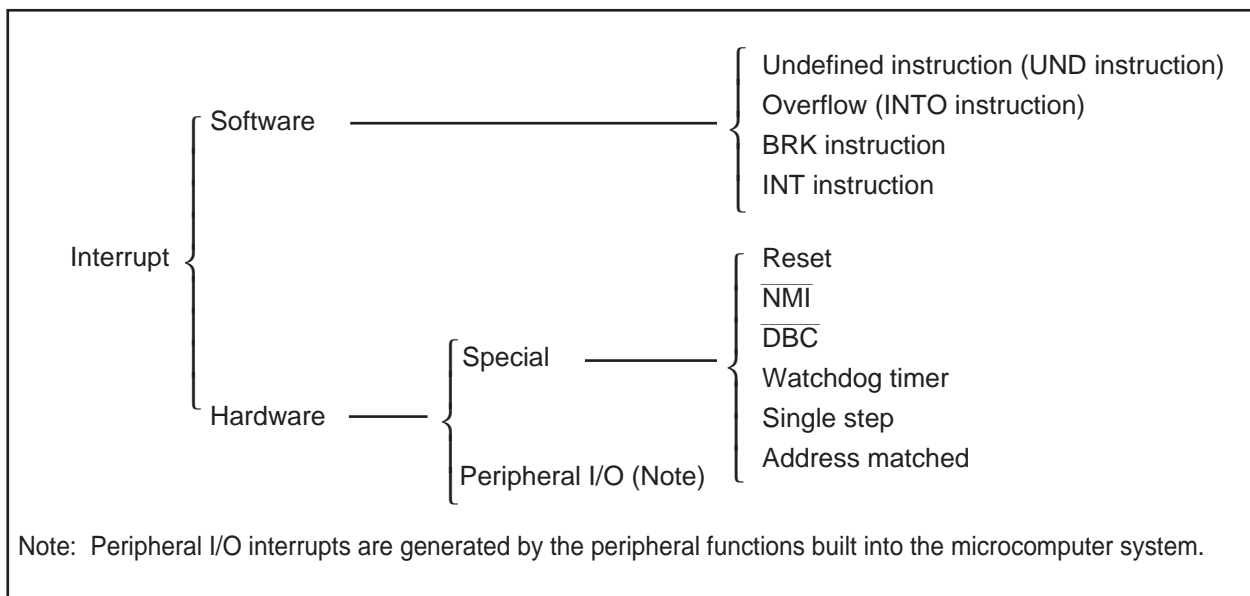 Undefined instruction (UND instruction)
Software
Overflow (INTO instruction)
BRK instruction
INT instruction
Interrupt
Reset
N̅M̅I̅
D̅B̅C̅
Special
Watchdog timer
Hardware
Single step
Address matched
Peripheral I/O (Note)
Note: Peripheral I/O interrupts are generated by the peripheral functions built into the microcomputer system.